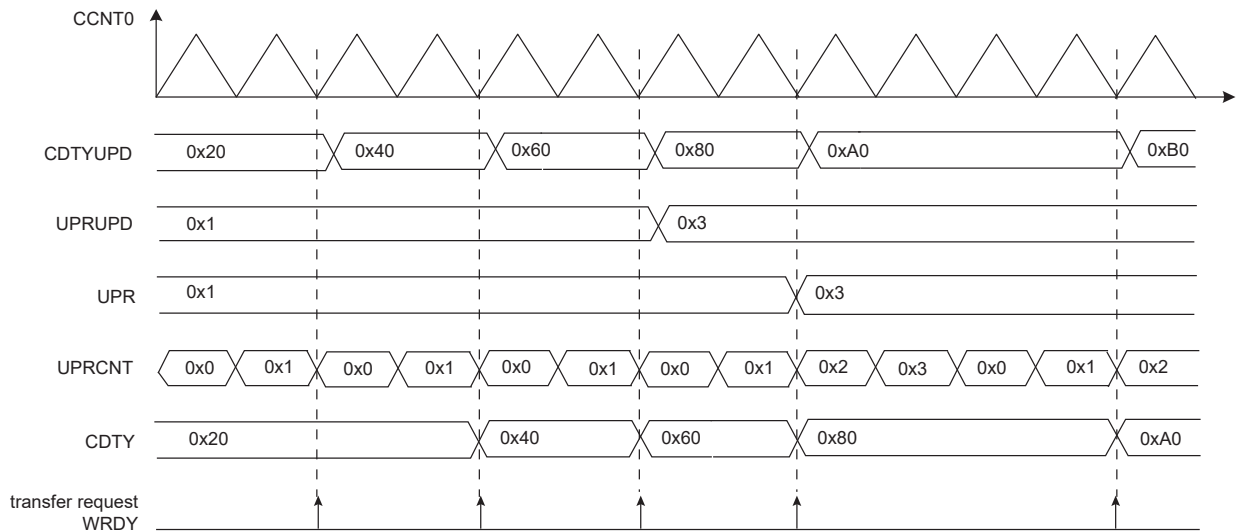 CCNT0
CDTYUPD 0x20 0x40 0x60 0x80 0xA0 0xB0
UPRUPD 0x1 0x3
UPR 0x1 0x3
UPRCNT 0x0 0x1 0x0 0x1 0x0 0x1 0x0 0x1 0x2 0x3 0x0 0x1 0x2
CDTY 0x20 0x40 0x60 0x80 0xA0
transfer request
WRDY